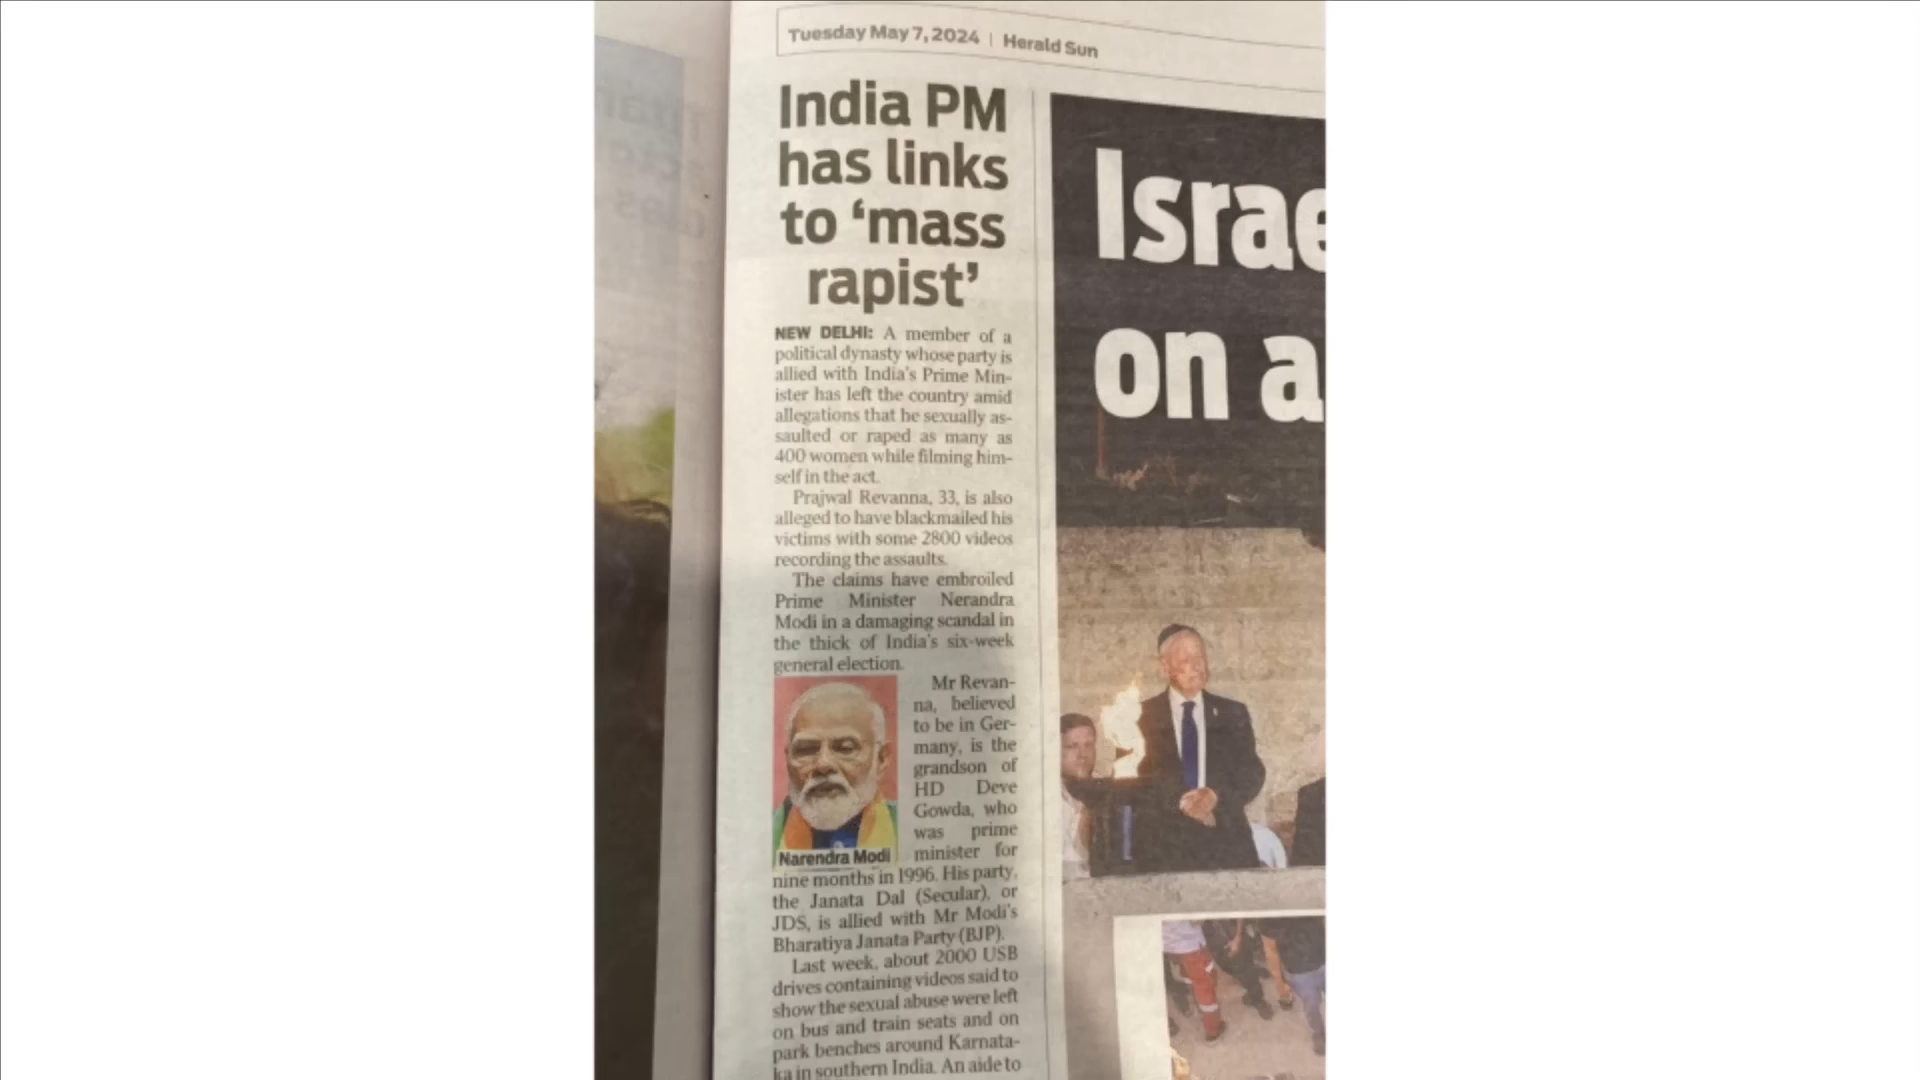 Tuesday May 7, 2024 | Herald Sun
India PM
has links
to ‘mass
rapist’
NEW DELHI: A member of a
political dynasty whose party is
allied with India's Prime Min-
ister has left the country amid
allegations that he sexually as-
saulted or raped as many as
400 women while filming him-
self in the act.
Prajwal Revanna, 33, is also
alleged to have blackmailed his
victims with some 2800 videos
recording the assaults.
The claims have embroiled
Prime Minister Nerandra
Modi in a damaging scandal in
the thick of India's six-week
general election.
Mr Revan-
na, believed
to be in Ger-
many, is the
grandson of
HD Deve
Gowda, who
was prime
minister for
Narendra Modi
nine months in 1996. His party,
the Janata Dal (Secular), or
JDS, is allied with Mr Modi's
Bharatiya Janata Party (BJP).
Last week, about 2000 USB
drives containing videos said to
show the sexual abuse were left
on bus and train seats and on
park benches around Karnata-
ka in southern India. An aide to
Israe
on a